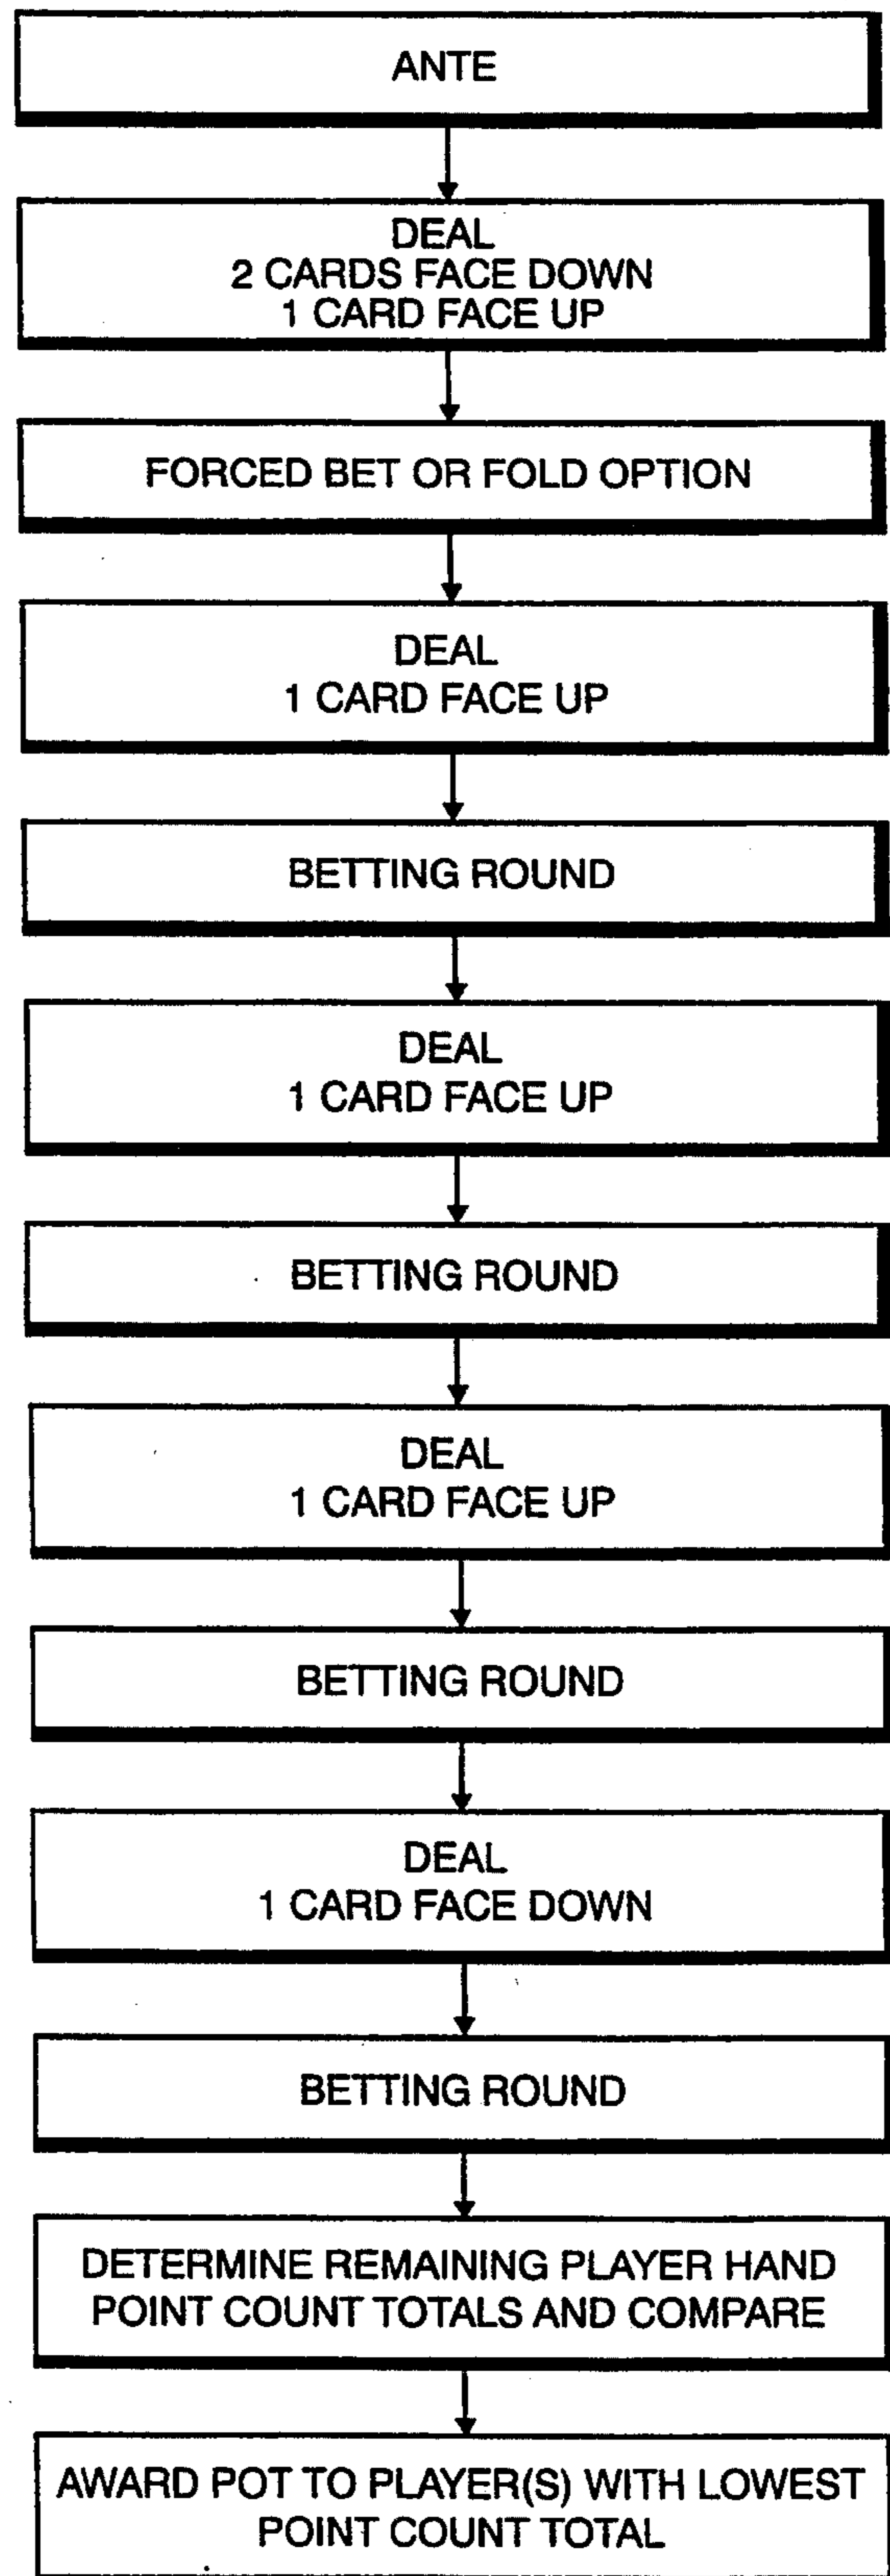 ANTE
DEAL
2 CARDS FACE DOWN
1 CARD FACE UP
FORCED BET OR FOLD OPTION
DEAL
1 CARD FACE UP
BETTING ROUND
DEAL
1 CARD FACE UP
BETTING ROUND
DEAL
1 CARD FACE UP
BETTING ROUND
DEAL
1 CARD FACE DOWN
BETTING ROUND
DETERMINE REMAINING PLAYER HAND
POINT COUNT TOTALS AND COMPARE
AWARD POT TO PLAYER(S) WITH LOWEST
POINT COUNT TOTAL